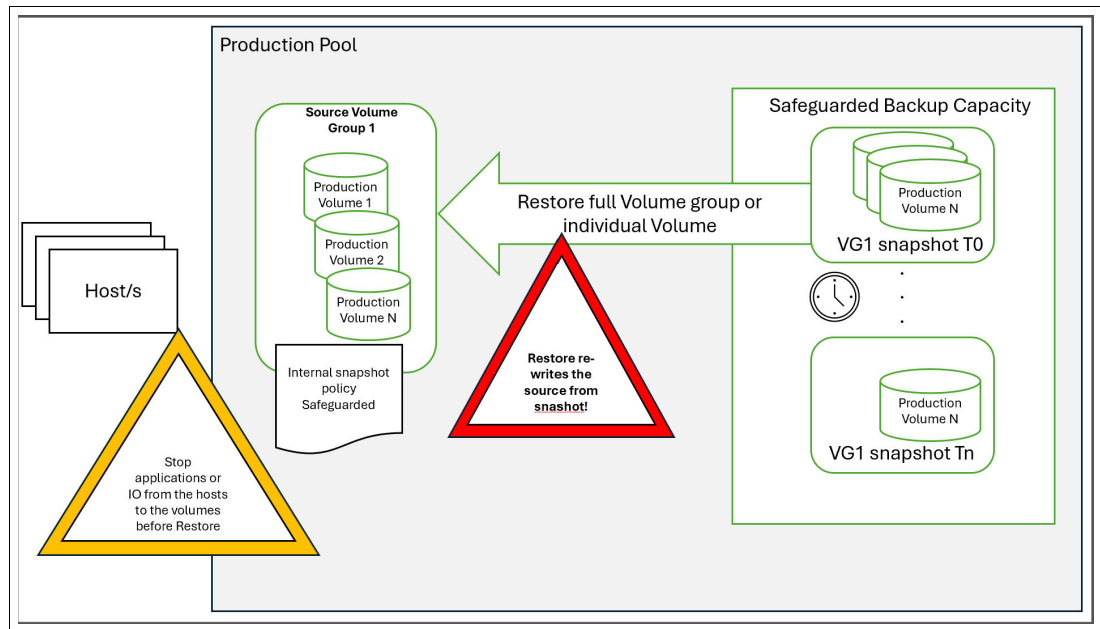 Production Pool
Source Volume
Group 1
Production
Volume 1
Production
Volume 2
Production
Volume N
Internal snapshot
policy
Safeguarded
Host/s
Stop
applications or
IO from the hosts
to the volumes
before Restore
Restore full Volume group or
individual Volume
Restore re-
writes the
source from
snashot!
Safeguarded Backup Capacity
Production
Volume N
VG1 snapshot T0
Production
Volume N
VG1 snapshot Tn